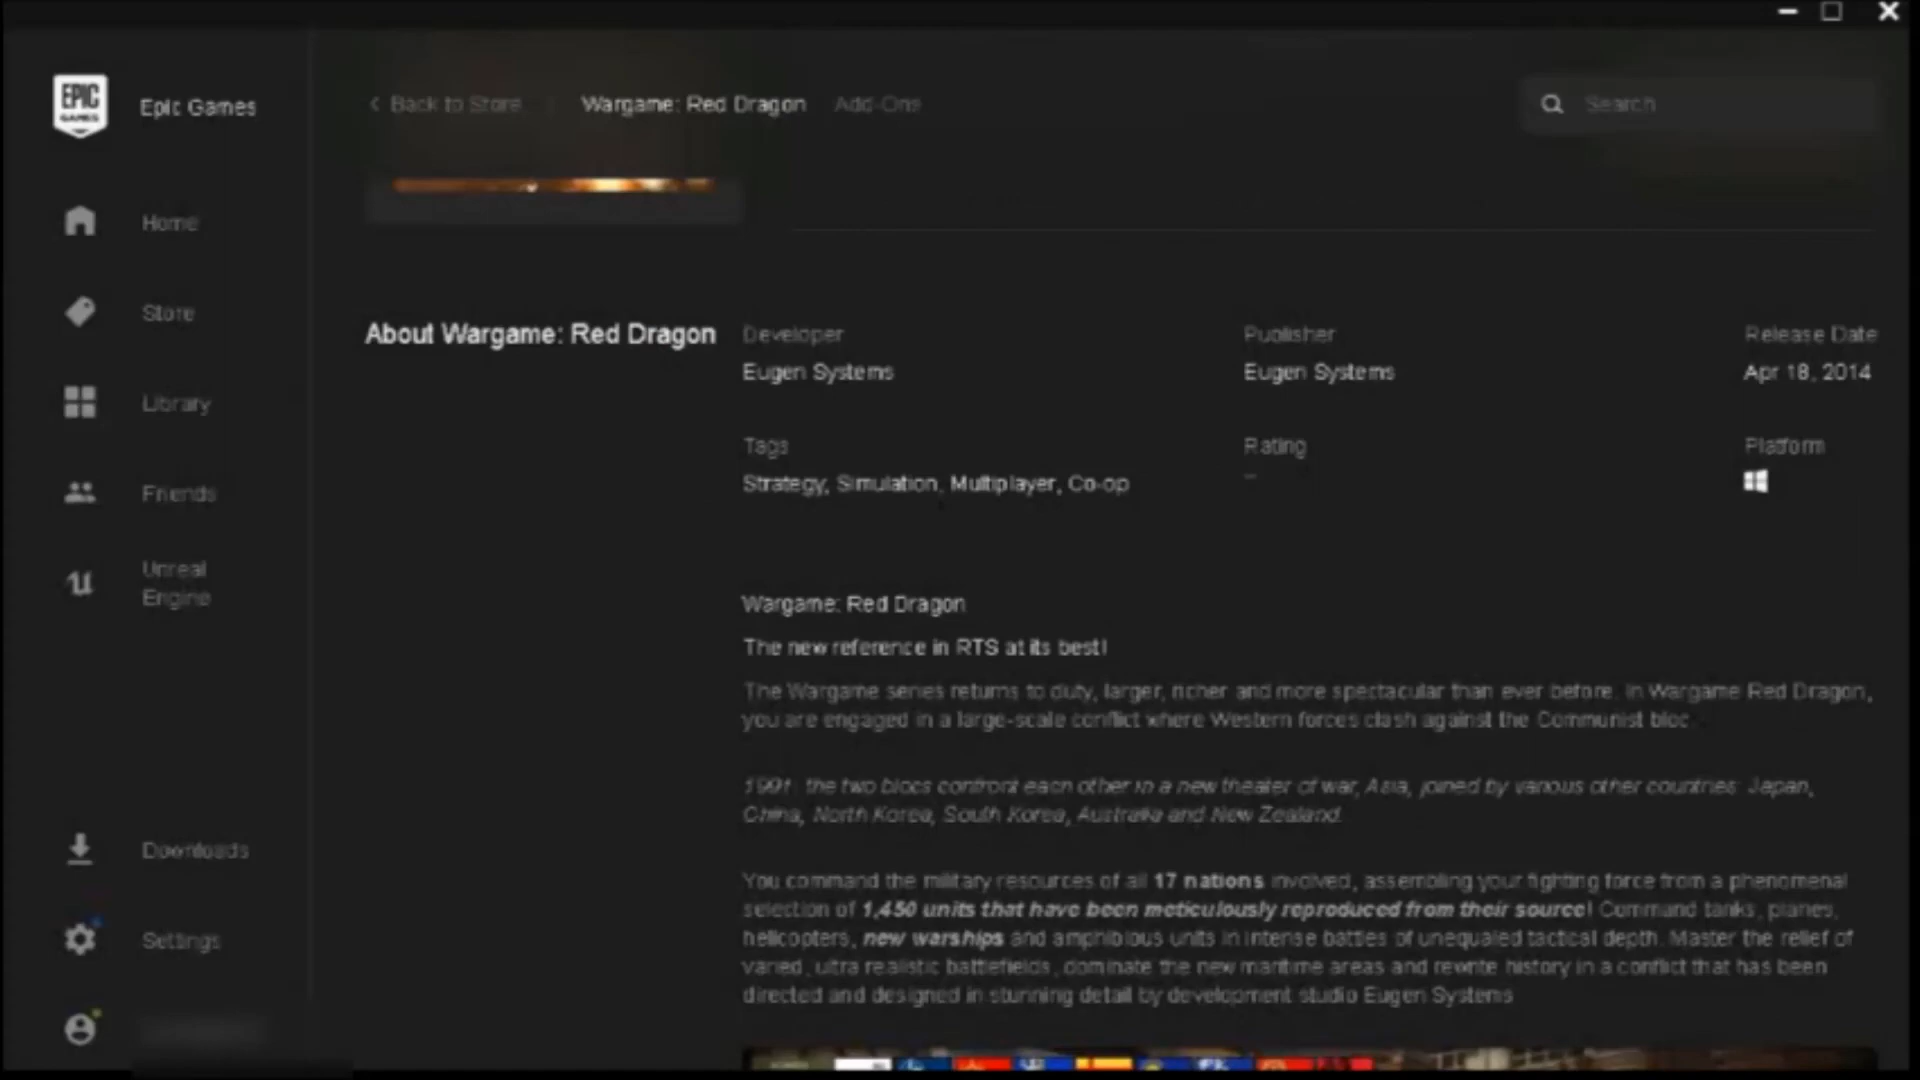 EPIC GAMES
Epic Games
Back to Store
Wargame: Red Dragon
Add-Ons
Search
Home
Store
Library
Friends
Unreal
Engine
Downloads
Settings
About Wargame: Red Dragon
Developer
Eugen Systems
Publisher
Eugen Systems
Release Date
Apr 18, 2014
Tags
Strategy, Simulation, Multiplayer, Co-op
Rating
Platform
Wargame: Red Dragon
The new reference in RTS at its best!
The Wargame series returns to duty, larger, richer and more spectacular than ever before. In Wargame Red Dragon,
you are engaged in a large-scale conflict where Western forces clash against the Communist bloc.
1991: the two blocs confront each other in a new theater of war, Asia, joined by various other countries: Japan,
China, North Korea, South Korea, Australia and New Zealand.
You command the military resources of all 17 nations involved, assembling your fighting force from a phenomenal
selection of 1,450 units that have been meticulously reproduced from their source! Command tanks, planes,
helicopters, new warships and amphibious units in intense battles of unequaled tactical depth. Master the relief of
varied, ultra realistic battlefields, dominate the new maritime areas and rewrite history in a conflict that has been
directed and designed in stunning detail by development studio Eugen Systems